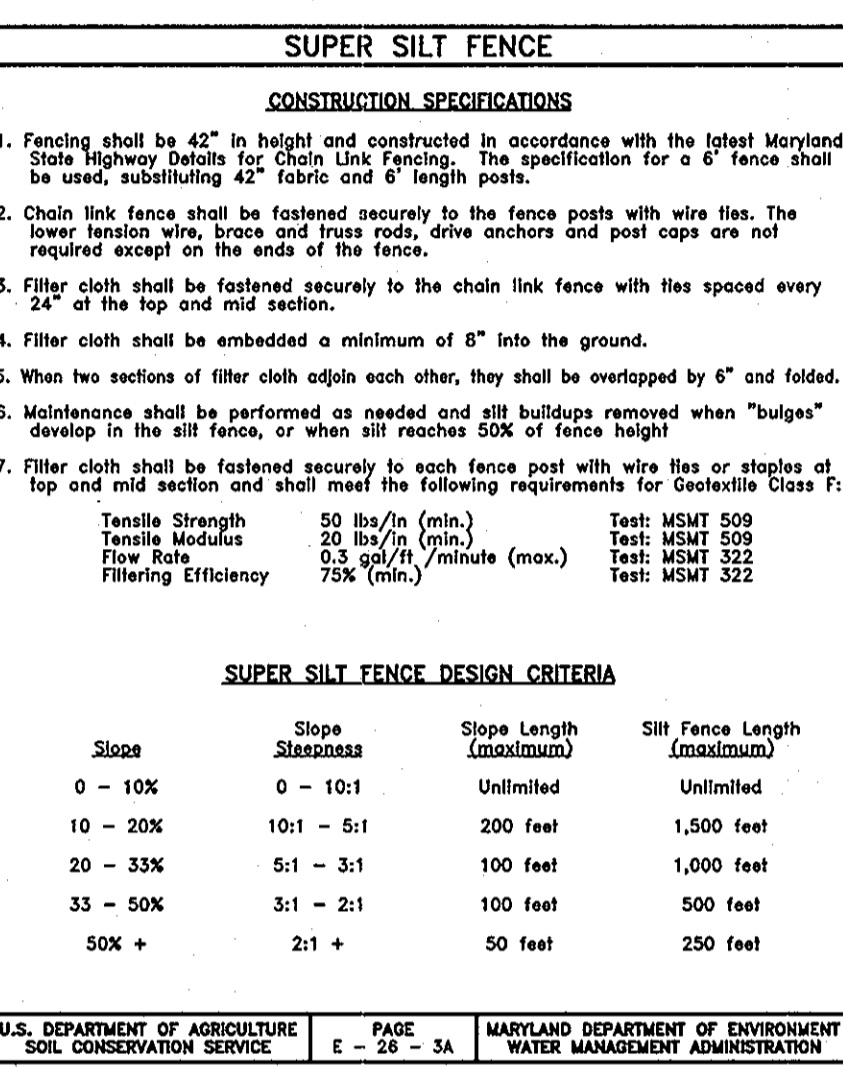 SUPER SILT FENCE
CONSTRUCTION SPECIFICATIONS
1. Fencing shall be 42" in height and constructed in accordance with the latest Maryland
State Highway Details for Chain Link Fencing. The specification for a 6' fence shall
be used, substituting 42" fabric and 6' length posts.
2. Chain link fence shall be fastened securely to the fence posts with wire ties. The
lower tension wire, brace and truss rods, drive anchors and post caps are not
required except on the ends of the fence.
3. Filter cloth shall be fastened securely to the chain link fence with ties spaced every
24" at the top and mid section.
4. Filter cloth shall be embedded a minimum of 8" into the ground.
5. When two sections of filter cloth adjoin each other, they shall be overlapped by 6" and folded.
6. Maintenance shall be performed as needed and silt buildups removed when "bulges"
develop in the silt fence, or when silt reaches 50% of fence height
7. Filter cloth shall be fastened securely to each fence post with wire ties or staples at
top and mid section and shall meet the following requirements for Geotextile Class F:
Tensile Strength 50 lbs/in (min.) Test: MSMT 509
Tensile Modulus 20 lbs/in (min.) Test: MSMT 509
Flow Rate 0.3 gal/ft /minute (max.) Test: MSMT 322
Filtering Efficiency 75% (min.) Test: MSMT 322
SUPER SILT FENCE DESIGN CRITERIA
Slope Slope Length Silt Fence Length
Slope Steepness (maximum) (maximum)
0 – 10% 0 – 10:1 Unlimited Unlimited
10 – 20% 10:1 – 5:1 200 feet 1,500 feet
20 – 33% 5:1 – 3:1 100 feet 1,000 feet
33 – 50% 3:1 – 2:1 100 feet 500 feet
50% + 2:1 + 50 feet 250 feet
U.S. DEPARTMENT OF AGRICULTURE PAGE MARYLAND DEPARTMENT OF ENVIRONMENT
SOIL CONSERVATION SERVICE E – 26 – 3A WATER MANAGEMENT ADMINISTRATION